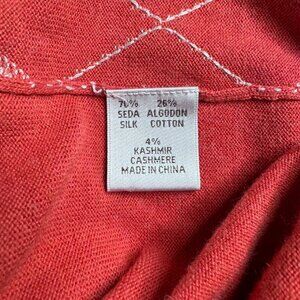 70% 26%
SEDA ALGODON
SILK COTTON
4%
KASHMIR
CASHMERE
MADE IN CHINA